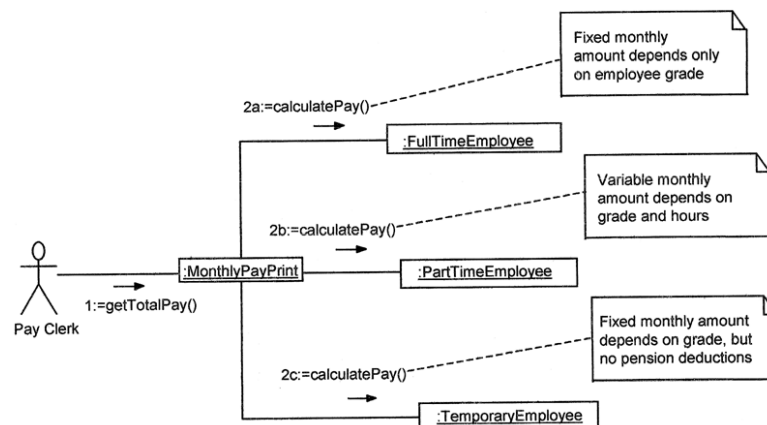 Fixed monthly
amount depends only
on employee grade
2a:=calculatePay()
:FullTimeEmployee
Variable monthly
amount depends on
grade and hours
2b:=calculatePay()
:MonthlyPayPrint
:PartTimeEmployee
1:=getTotalPay()
Pay Clerk
Fixed monthly amount
depends on grade, but
no pension deductions
2c:=calculatePay()
:TemporaryEmployee